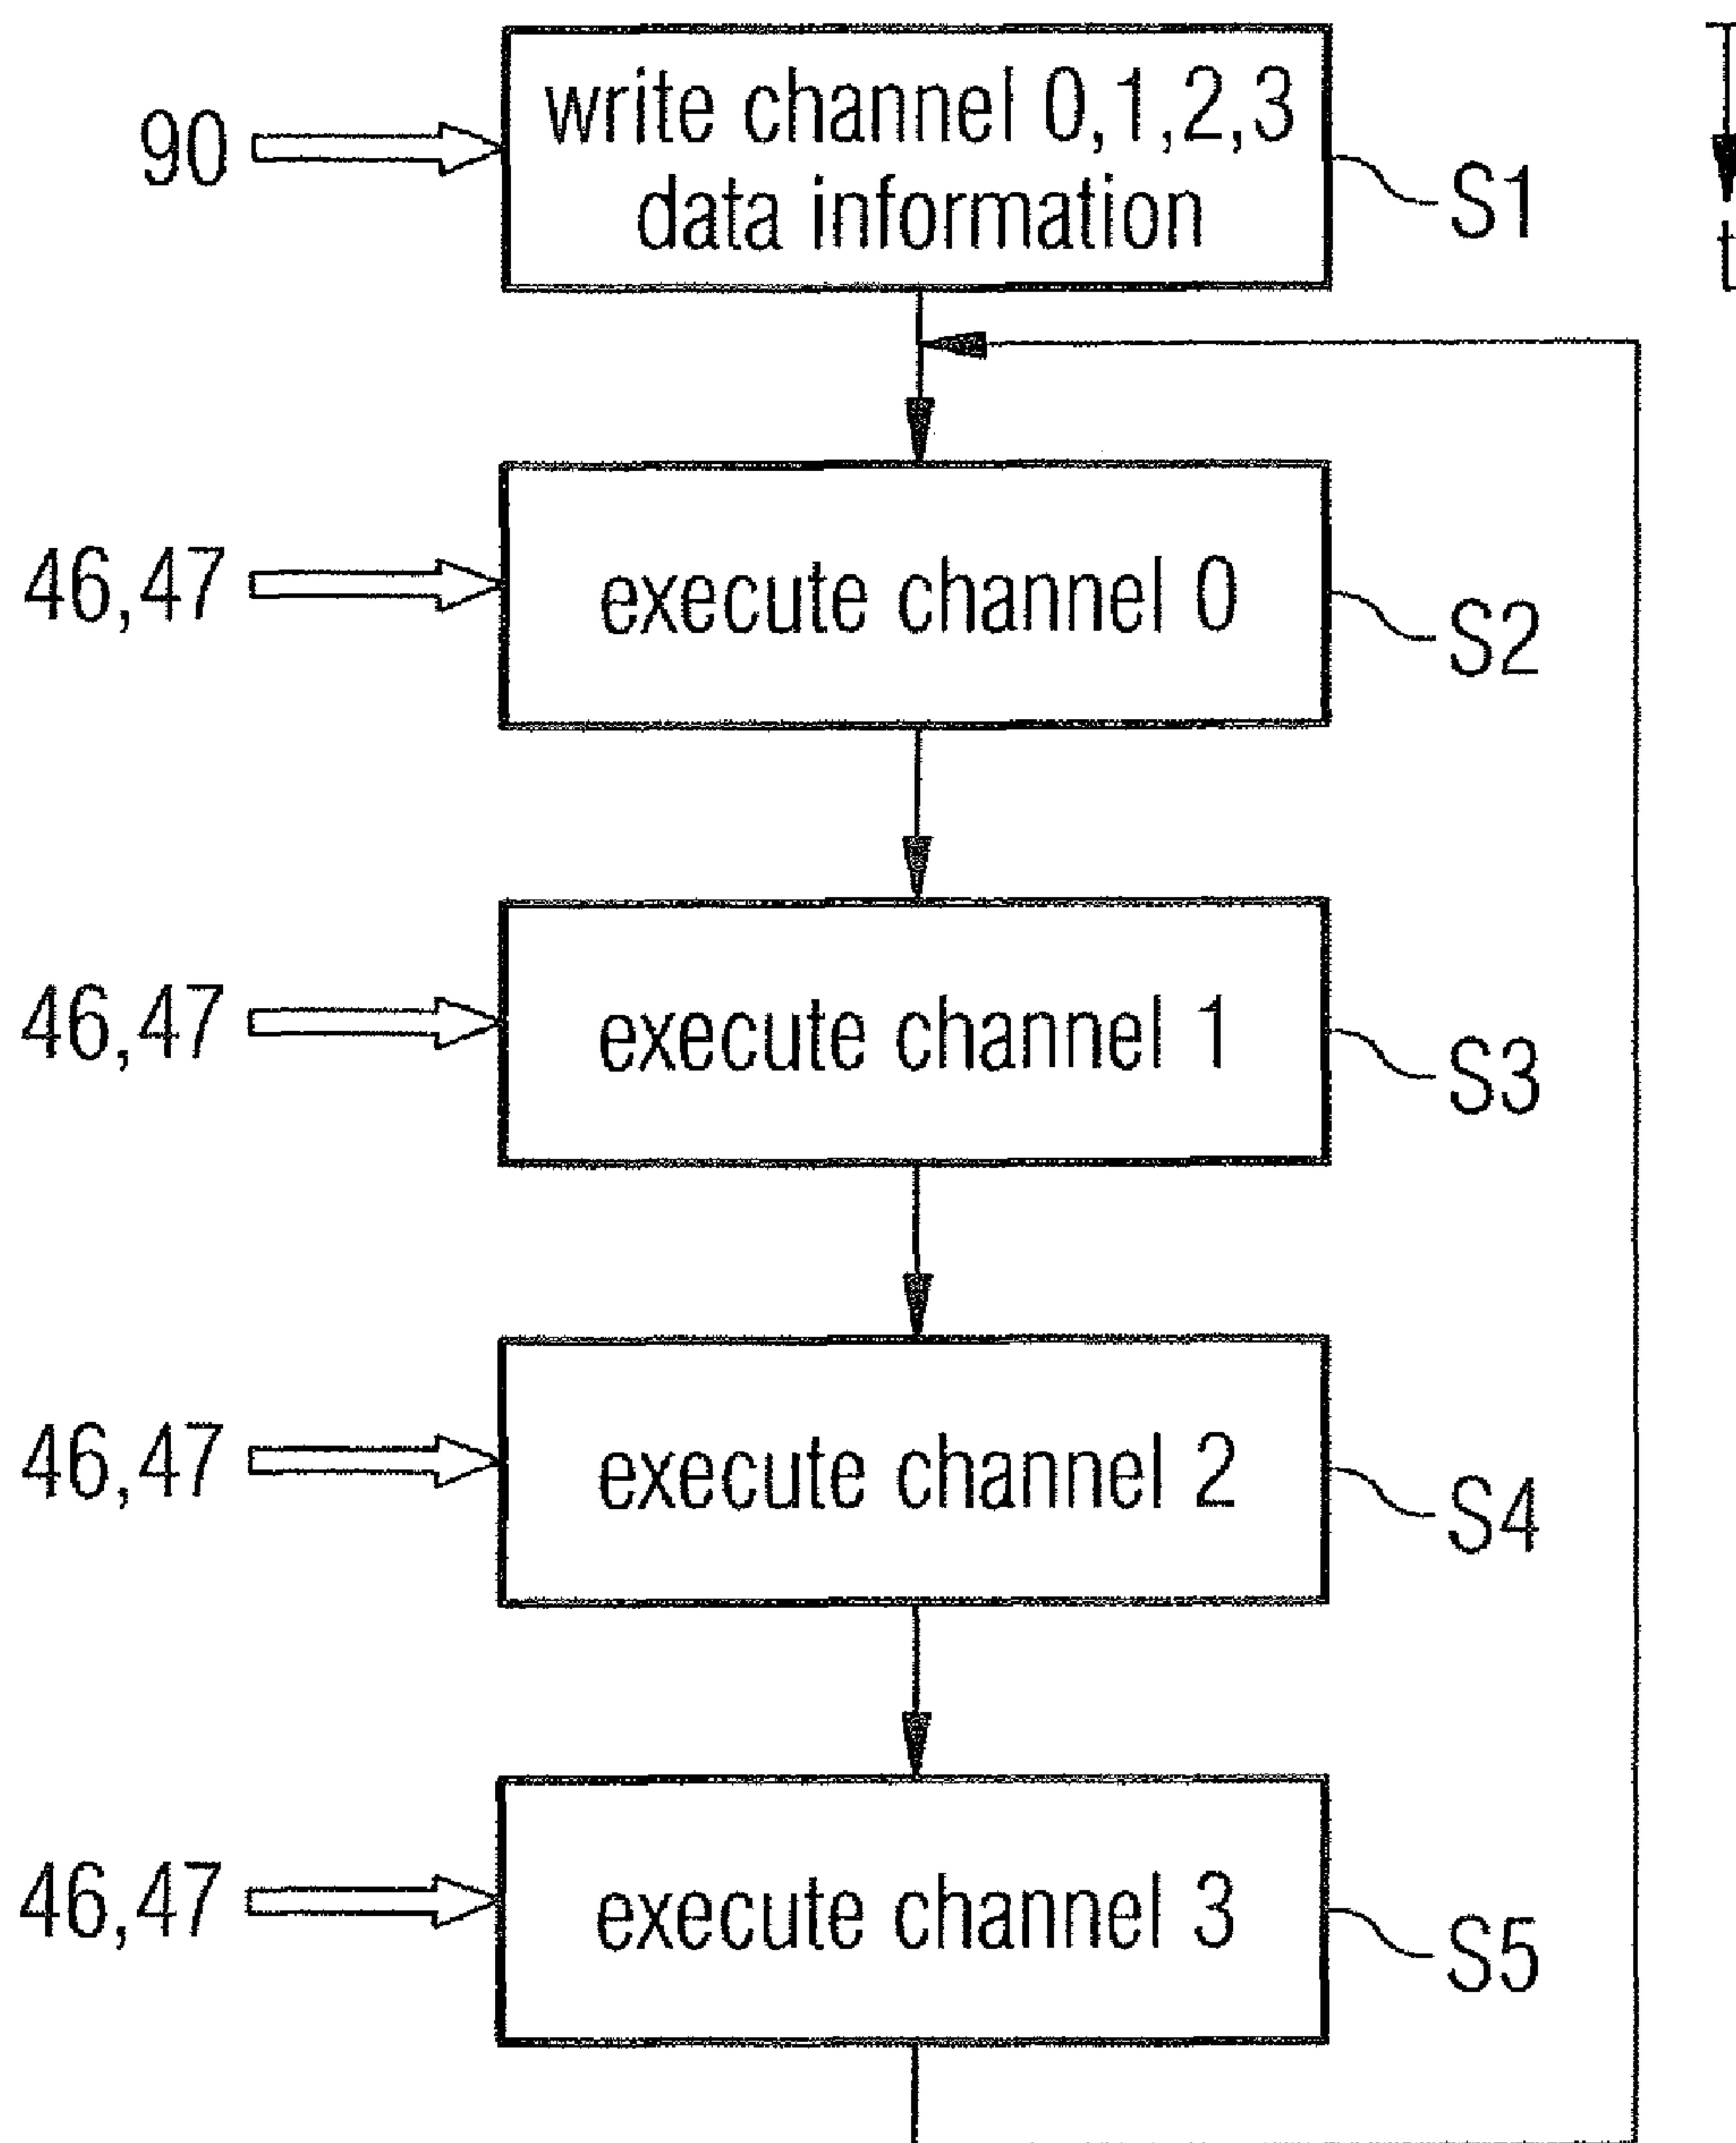 90
write channel 0,1,2,3
data information
S1
t
46,47
execute channel 0
S2
46,47
execute channel 1
S3
46,47
execute channel 2
S4
46,47
execute channel 3
S5